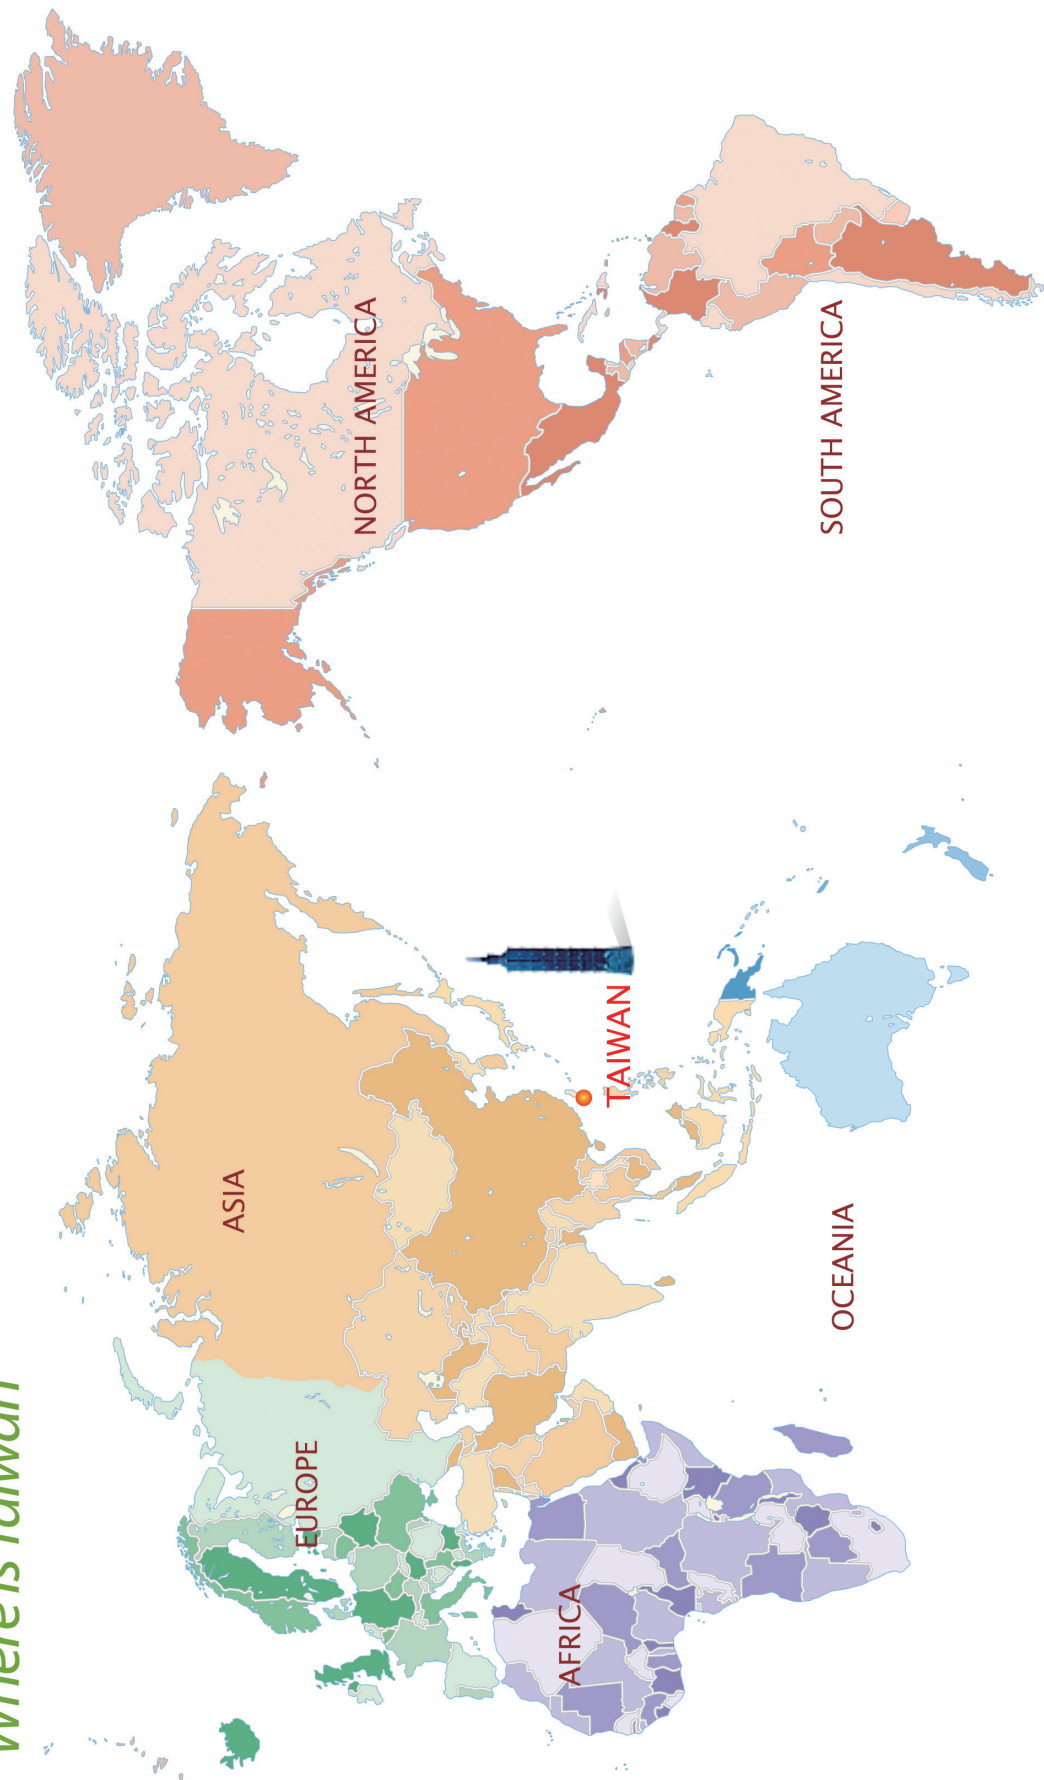 Where is Taiwan
NORTH AMERICA
ASIA
EUROPE
TAIWAN
AFRICA
SOUTH AMERICA
OCEANIA